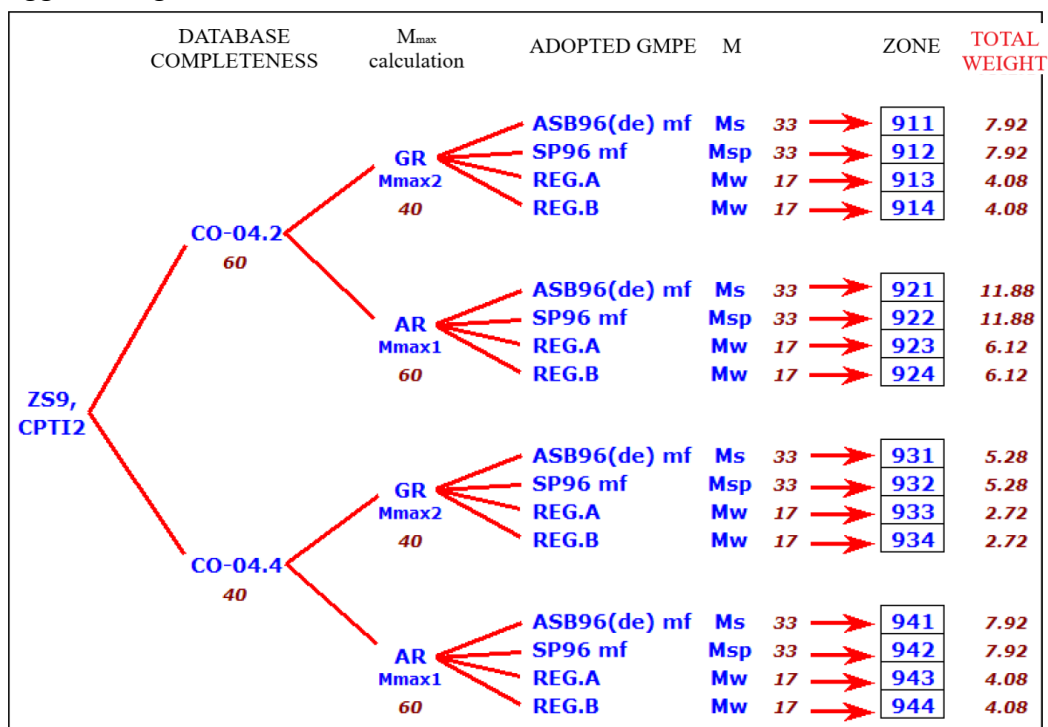 DATABASE COMPLETENESS Mmax calculation ADOPTED GMPE M ZONE TOTAL WEIGHT
ASB96(de) mf Ms 33 911 7.92
GR SP96 mf Msp 33 912 7.92
Mmax2 REG.A Mw 17 913 4.08
40 REG.B Mw 17 914 4.08
CO-04.2
60
ASB96(de) mf Ms 33 921 11.88
AR SP96 mf Msp 33 922 11.88
Mmax1 REG.A Mw 17 923 6.12
60 REG.B Mw 17 924 6.12
ZS9,
CPTI2
ASB96(de) mf Ms 33 931 5.28
GR SP96 mf Msp 33 932 5.28
Mmax2 REG.A Mw 17 933 2.72
40 REG.B Mw 17 934 2.72
CO-04.4
40
ASB96(de) mf Ms 33 941 7.92
AR SP96 mf Msp 33 942 7.92
Mmax1 REG.A Mw 17 943 4.08
60 REG.B Mw 17 944 4.08